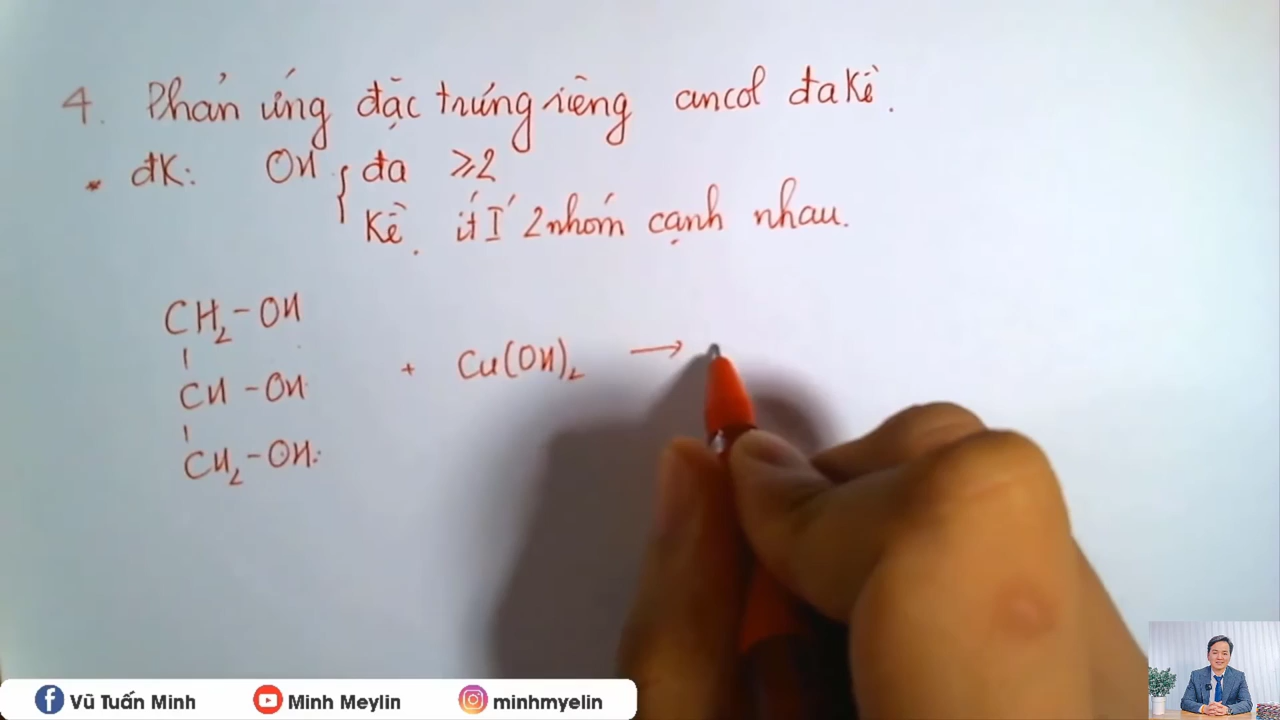 4. Phản ứng đặc trưng riêng ancol đa kề.
* đK: OH { đa ≥2
Kề. ít I' 2 nhóm cạnh nhau.
CH₂-OH
CH-OH + Cu(OH)₂ →
CH₂-OH.
Vũ Tuấn Minh Minh Meylin minhmyelin